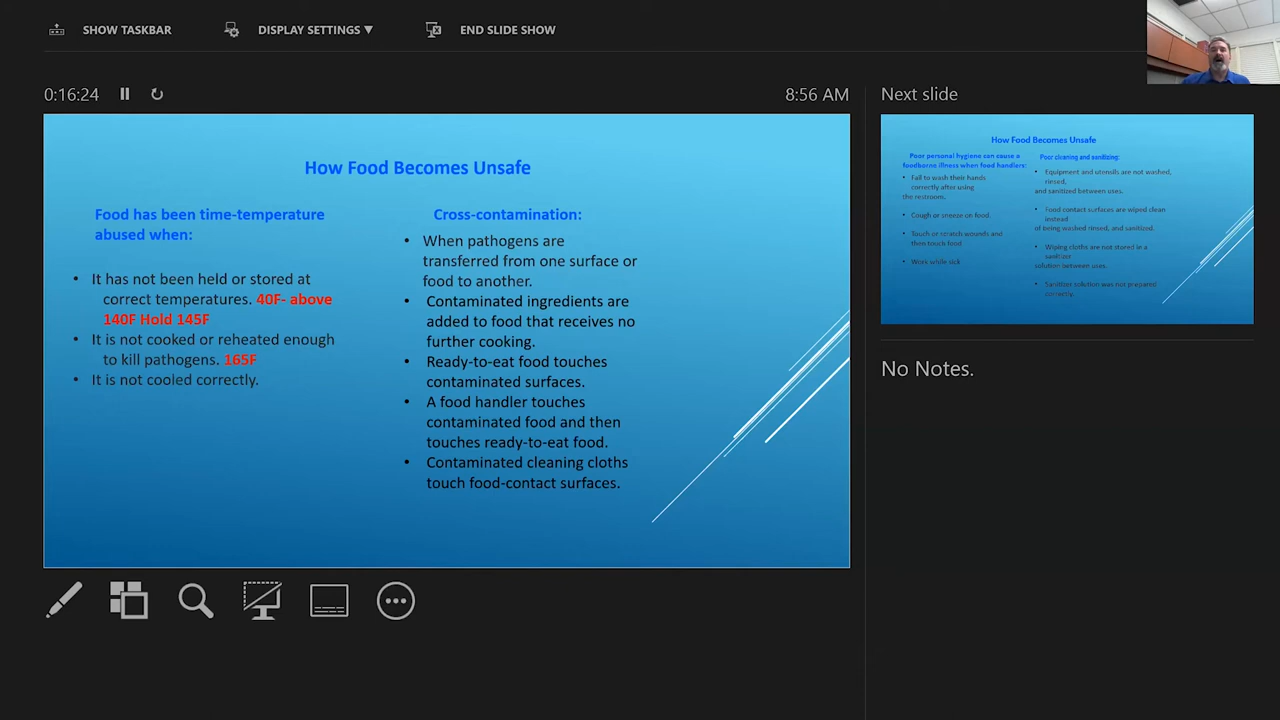 SHOW TASKBAR
DISPLAY SETTINGS ▼
END SLIDE SHOW
0:16:24
8:56 AM
How Food Becomes Unsafe
Food has been time-temperature
abused when:
• It has not been held or stored at
correct temperatures. 40F- above
140F Hold 145F
• It is not cooked or reheated enough
to kill pathogens. 165F
• It is not cooled correctly.
Cross-contamination:
• When pathogens are
transferred from one surface or
food to another.
• Contaminated ingredients are
added to food that receives no
further cooking.
• Ready-to-eat food touches
contaminated surfaces.
• A food handler touches
contaminated food and then
touches ready-to-eat food.
• Contaminated cleaning cloths
touch food-contact surfaces.
Next slide
How Food Becomes Unsafe
Poor personal hygiene can cause a
foodborne illness when food handlers:
• Fail to wash their hands
correctly after using
the restroom.
• Cough or sneeze on food.
• Touch or scratch wounds and
then touch food
• Work while sick
Poor cleaning and sanitizing:
• Equipment and utensils are not washed,
rinsed,
and sanitized between uses.
• Food contact surfaces are wiped clean
instead
of being washed rinsed, and sanitized.
• Wiping cloths are not stored in a
sanitizer
solution between uses.
• Sanitizer solution was not prepared
correctly.
No Notes.